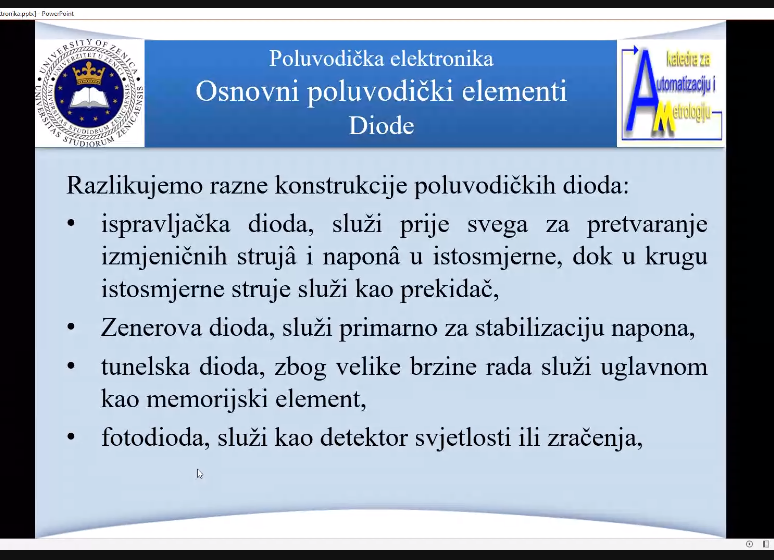 ktronika.pptx] - PowerPoint
Poluvodička elektronika
Osnovni poluvodički elementi
Diode
UNIVERSITY OF ZENICA
UNIVERZITET U ZENICI
UNIVERSITAS STUDIORUM ZENICAENSIS
katedra za
Automatizaciju i
Metrologiju
Razlikujemo razne konstrukcije poluvodičkih dioda:
• ispravljačka dioda, služi prije svega za pretvaranje
izmjeničnih strujâ i naponâ u istosmjerne, dok u krugu
istosmjerne struje služi kao prekidač,
• Zenerova dioda, služi primarno za stabilizaciju napona,
• tunelska dioda, zbog velike brzine rada služi uglavnom
kao memorijski element,
• fotodioda, služi kao detektor svjetlosti ili zračenja,